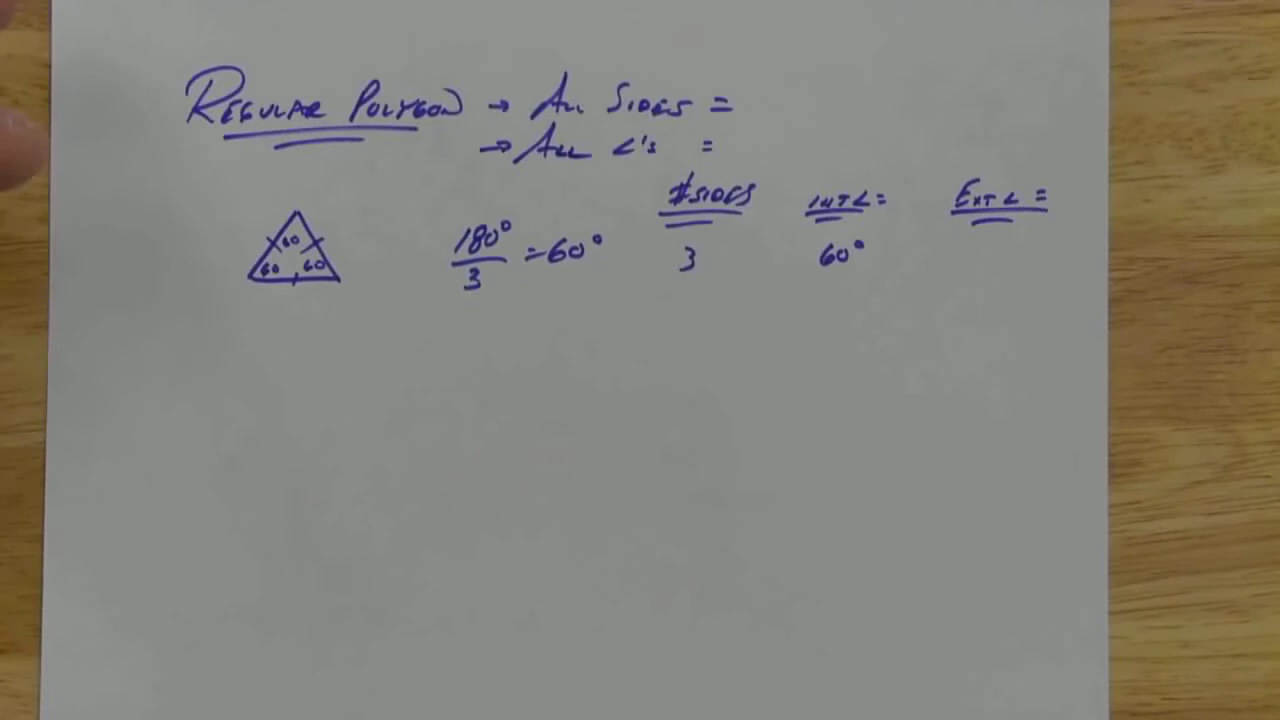 REGULAR POLYGON → ALL SIDES =
→ ALL ∠'s =
#SIDES INT ∠ = EXT ∠ =
60
60 60
180°
3
=60°
3 60°